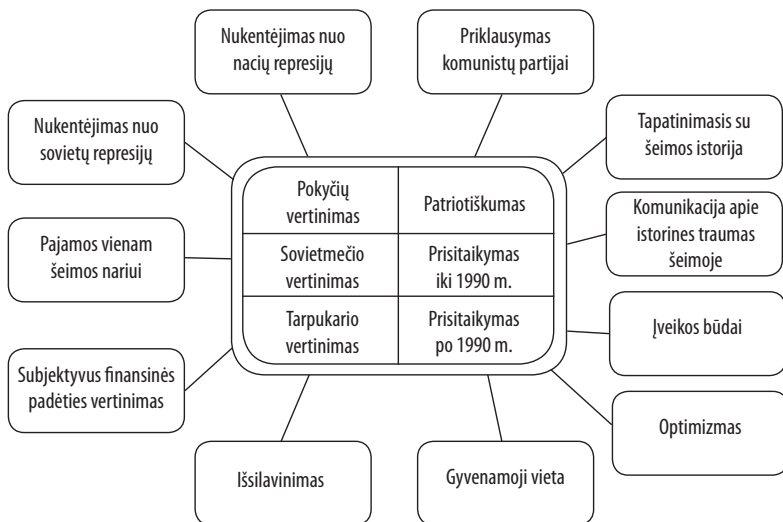 Nukentėjimas nuo
nacių represijų
Priklausymas
komunistų partijai
Nukentėjimas nuo
sovietų represijų
Tapatinimasis su
šeimos istorija
Pokyčių
vertinimas
Patriotiškumas
Komunikacija apie
istorines traumas
šeimoje
Pajamos vienam
šeimos nariui
Sovietmečio
vertinimas
Prisitaikymas
iki 1990 m.
Tarpukario
vertinimas
Prisitaikymas
po 1990 m.
Įveikos būdai
Subjektyvus finansinės
padėties vertinimas
Optimizmas
Išsilavinimas
Gyvenamoji vieta